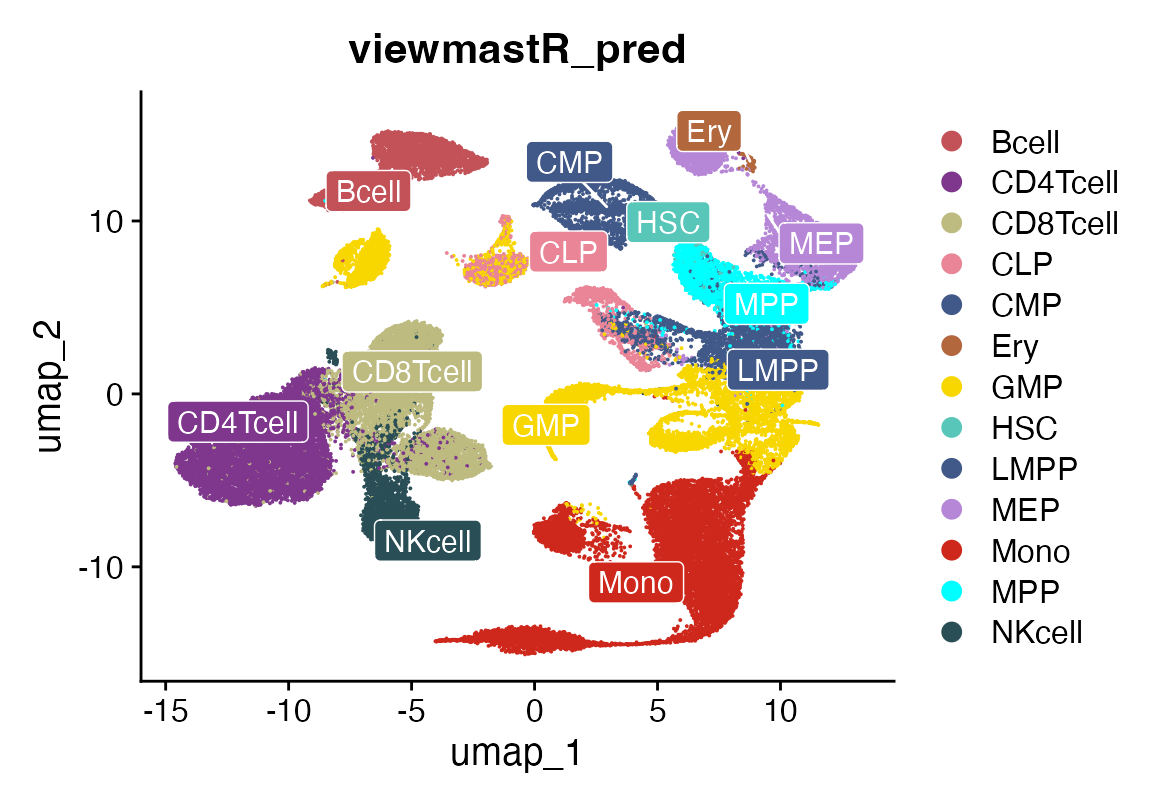 viewmastR_pred
Ery
CMP
Bcell
HSC
CLP
MEP
MPP
CD8Tcell
LMPP
CD4Tcell
GMP
NKcell
Mono
10
0
-10
umap_2
-15
-10
-5
0
5
10
umap_1
Bcell
CD4Tcell
CD8Tcell
CLP
CMP
Ery
GMP
HSC
LMPP
MEP
Mono
MPP
NKcell